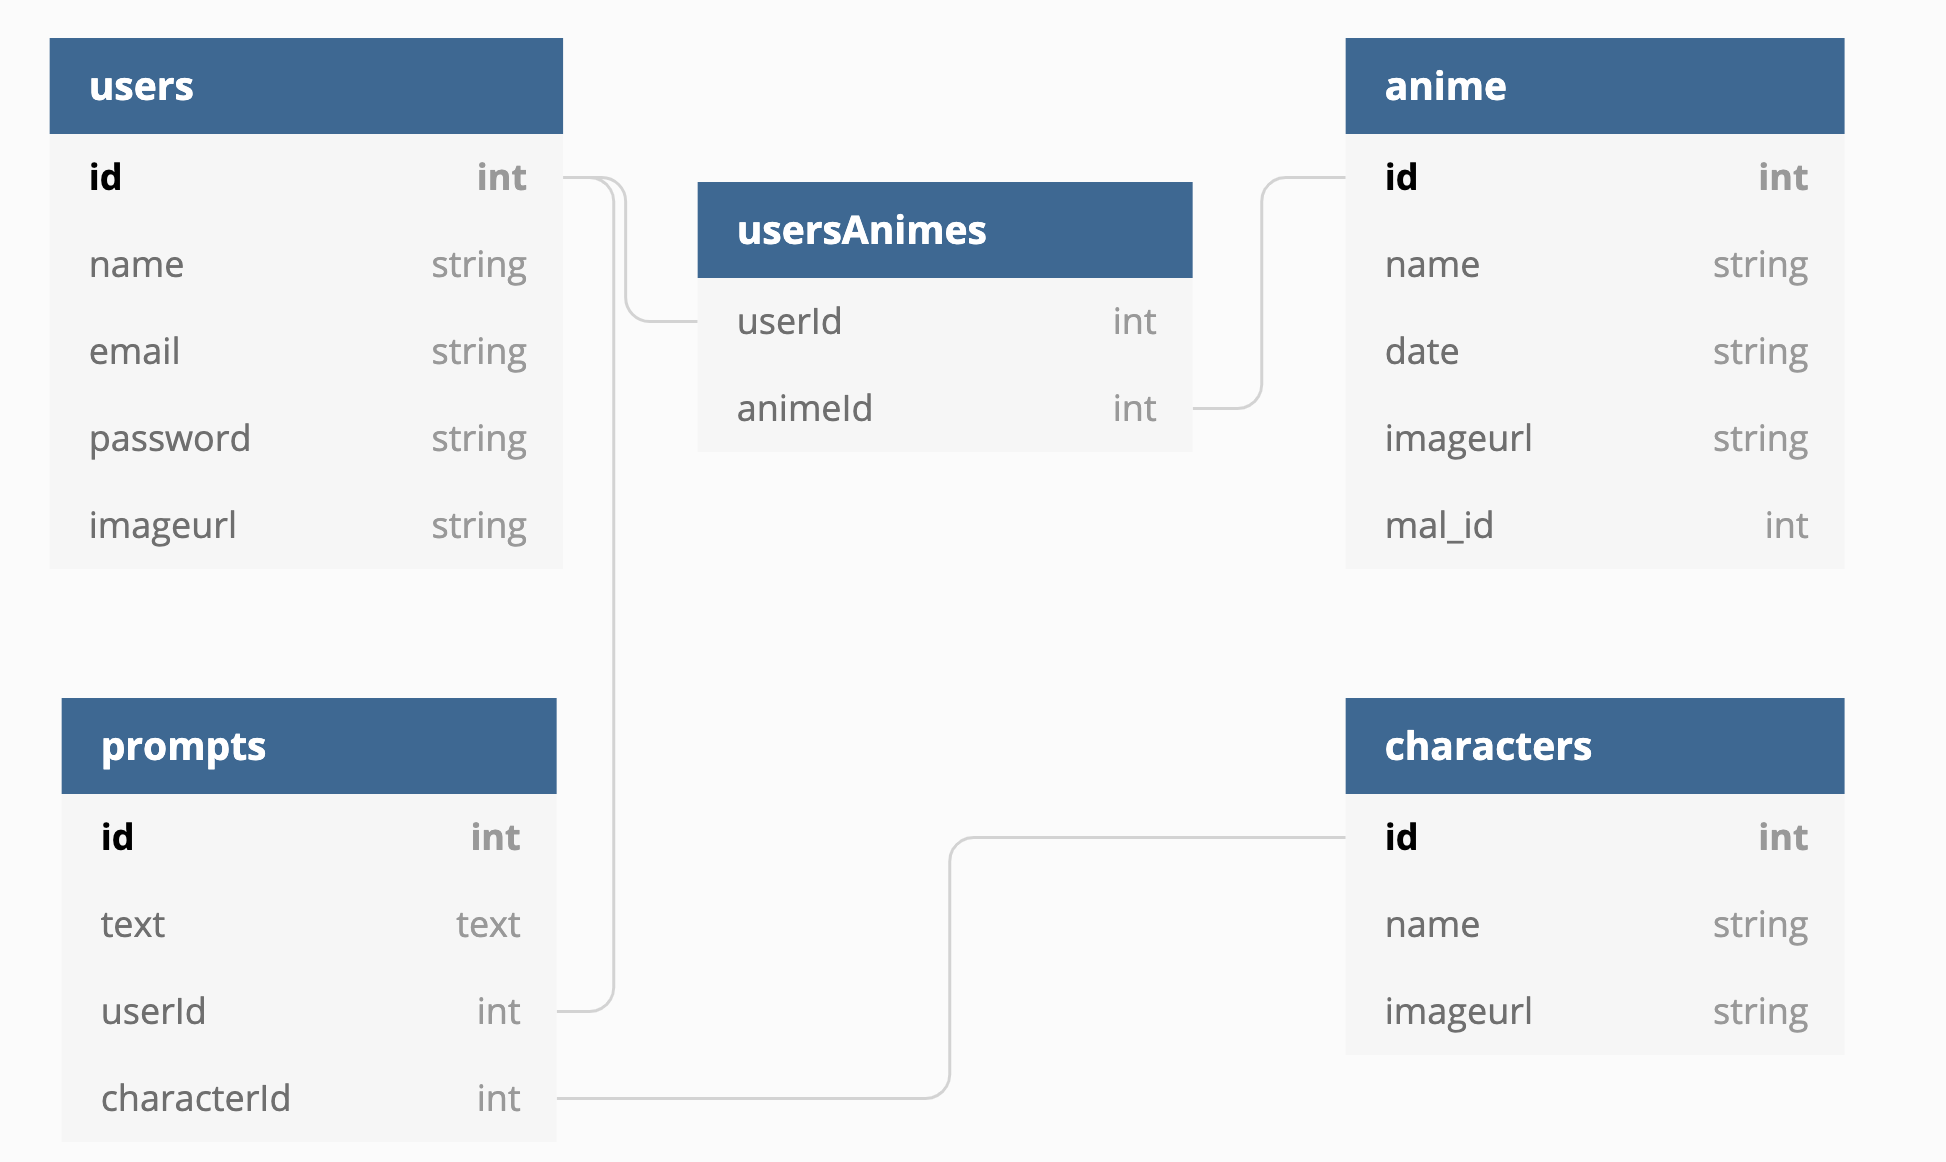 users
id int
name string
email string
password string
imageurl string
usersAnimes
userId int
animeId int
anime
id int
name string
date string
imageurl string
mal_id int
prompts
id int
text text
userId int
characterId int
characters
id int
name string
imageurl string